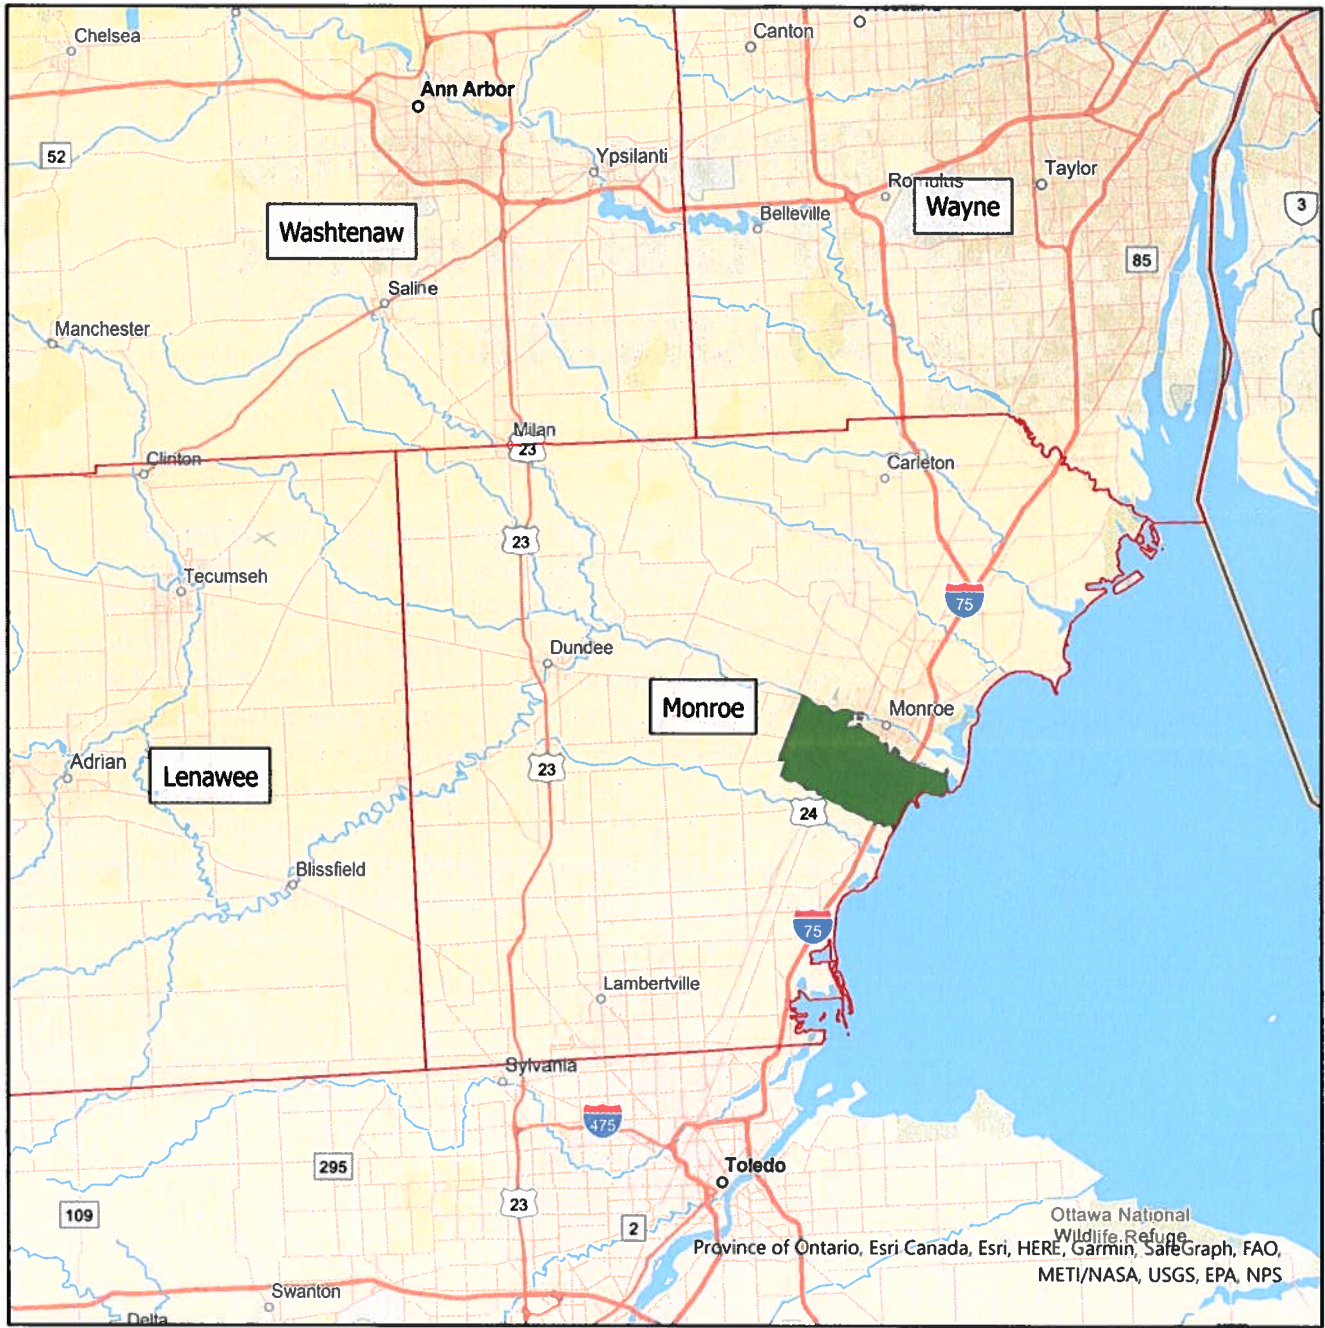 Canton
Chelsea
Ann Arbor
52
Ypsilanti
Taylor
Romulus
Wayne
3
Belleville
Washtenaw
85
Saline
Manchester
Milan
23
Clinton
Carleton
23
Tecumseh
75
Dundee
Monroe
Monroe
Adrian
Lenawee
23
24
Blissfield
75
Lambertville
Sylvania
475
295
Toledo
23
109
2
Ottawa National
Wildlife Refuge
Province of Ontario, Esri Canada, Esri, HERE, Garmin, SafeGraph, FAO,
METI/NASA, USGS, EPA, NPS
Swanton
Delta